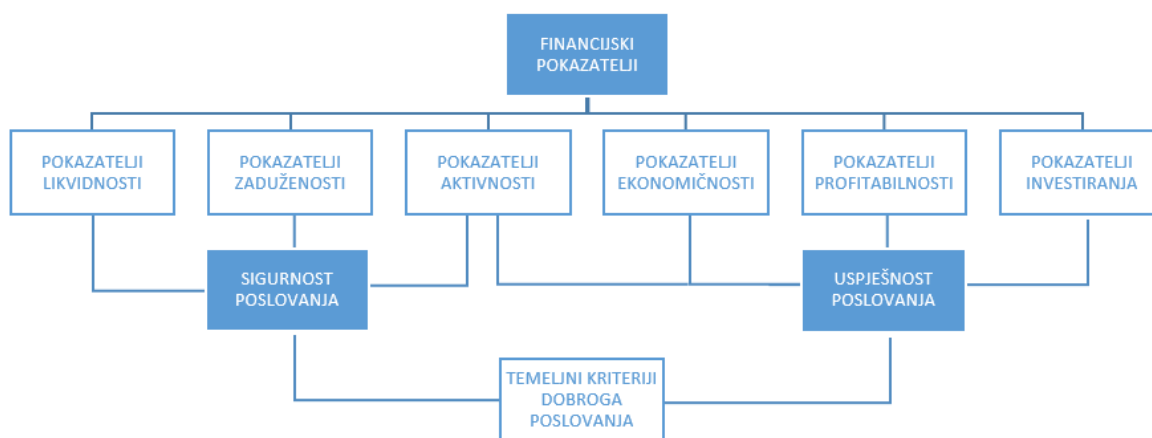 FINANCIJSKI
POKAZATELJI
POKAZATELJI
LIKVIDNOSTI
POKAZATELJI
ZADUŽENOSTI
POKAZATELJI
AKTIVNOSTI
POKAZATELJI
EKONOMIČNOSTI
POKAZATELJI
PROFITABILNOSTI
POKAZATELJI
INVESTIRANJA
SIGURNOST
POSLOVANJA
USPJEŠNOST
POSLOVANJA
TEMELJNI KRITERIJI
DOBROGA
POSLOVANJA